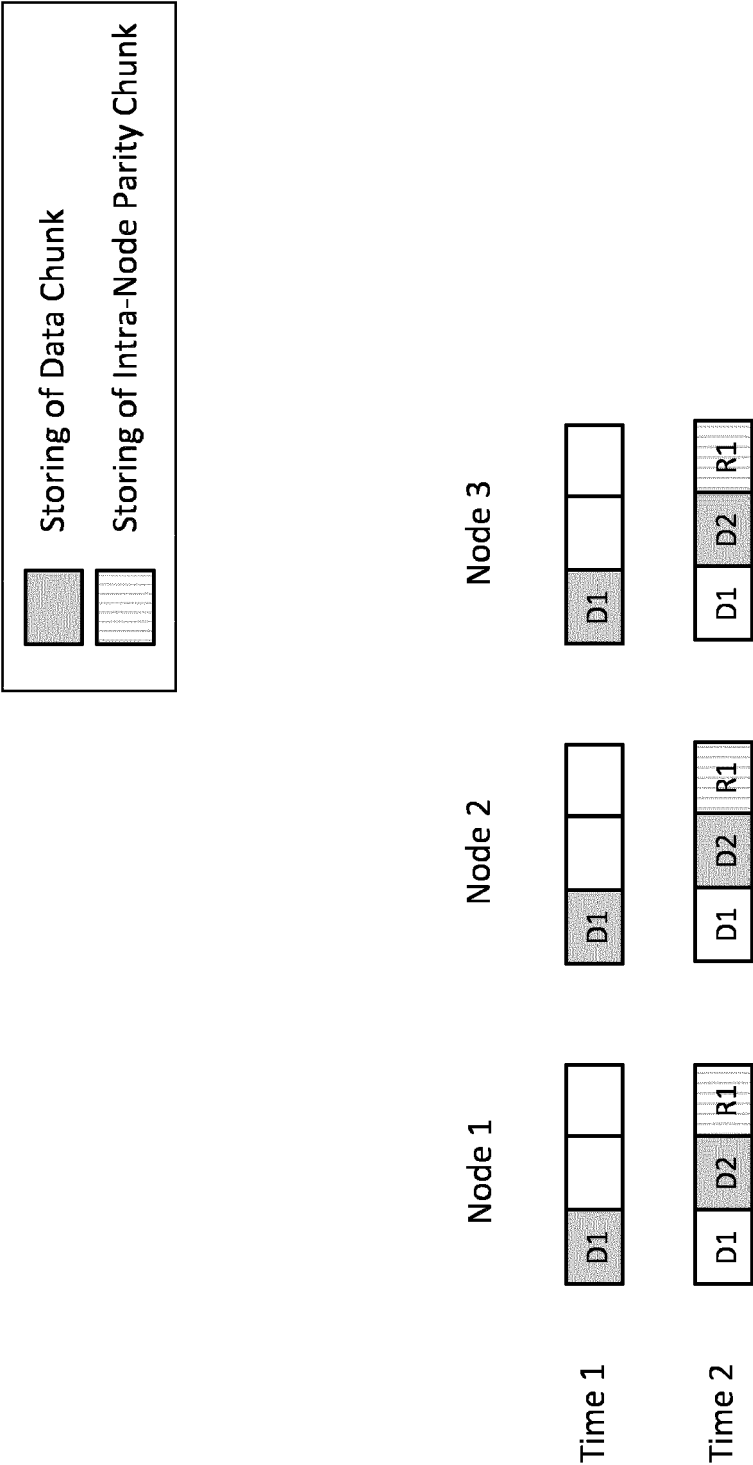 Storing of Data Chunk
Storing of Intra-Node Parity Chunk
Node 1 Node 2 Node 3
Time 1 D1 D1 D1
Time 2 D1 D2 R1 D1 D2 R1 D1 D2 R1